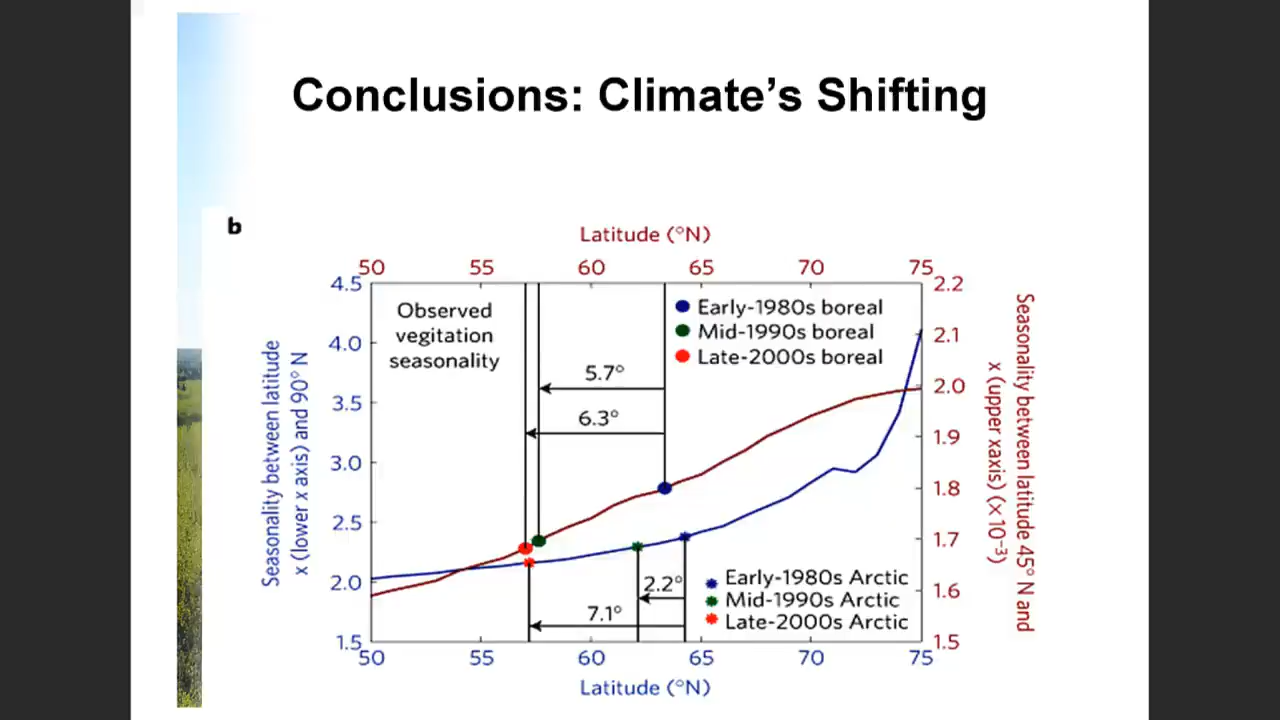 Conclusions: Climate's Shifting
b
Latitude (°N)
50 55 60 65 70 75
4.5
4.0
3.5
3.0
2.5
2.0
1.5
Seasonality between latitude
x (lower x axis) and 90° N
Observed
vegitation
seasonality
Early-1980s boreal
Mid-1990s boreal
Late-2000s boreal
5.7°
6.3°
2.2°
7.1°
Early-1980s Arctic
Mid-1990s Arctic
Late-2000s Arctic
2.2
2.1
2.0
1.9
1.8
1.7
1.6
1.5
Seasonality between latitude 45° N and
x (upper xaxis) (x 10⁻³)
50 55 60 65 70 75
Latitude (°N)